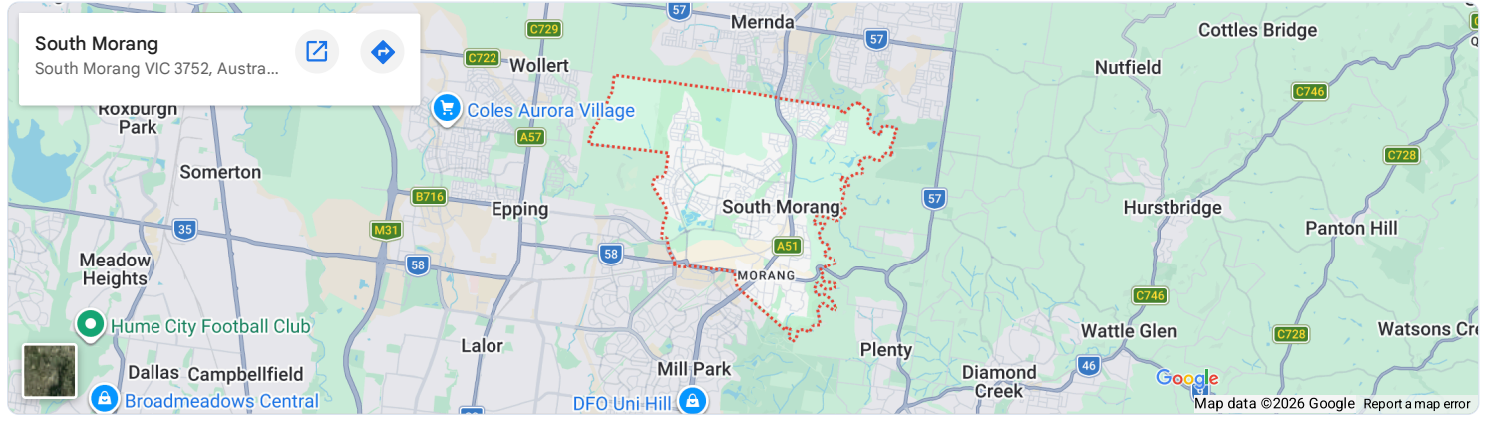 South Morang
South Morang VIC 3752, Austra...
57
Mernda
C729
57
Cottles Bridge
C722
Wollert
Nutfield
C746
Roxburgh
Park
Coles Aurora Village
A57
C728
Somerton
B716
57
Epping
South Morang
Hurstbridge
35
M31
Panton Hill
58
A51
58
Meadow
Heights
MORANG
C746
Hume City Football Club
Wattle Glen
C728
Watsons Cre
Lalor
Plenty
Mill Park
46
Dallas
Campbellfield
Diamond
Creek
Google
Broadmeadows Central
DFO Uni Hill
Map data ©2026 Google
Report a map error